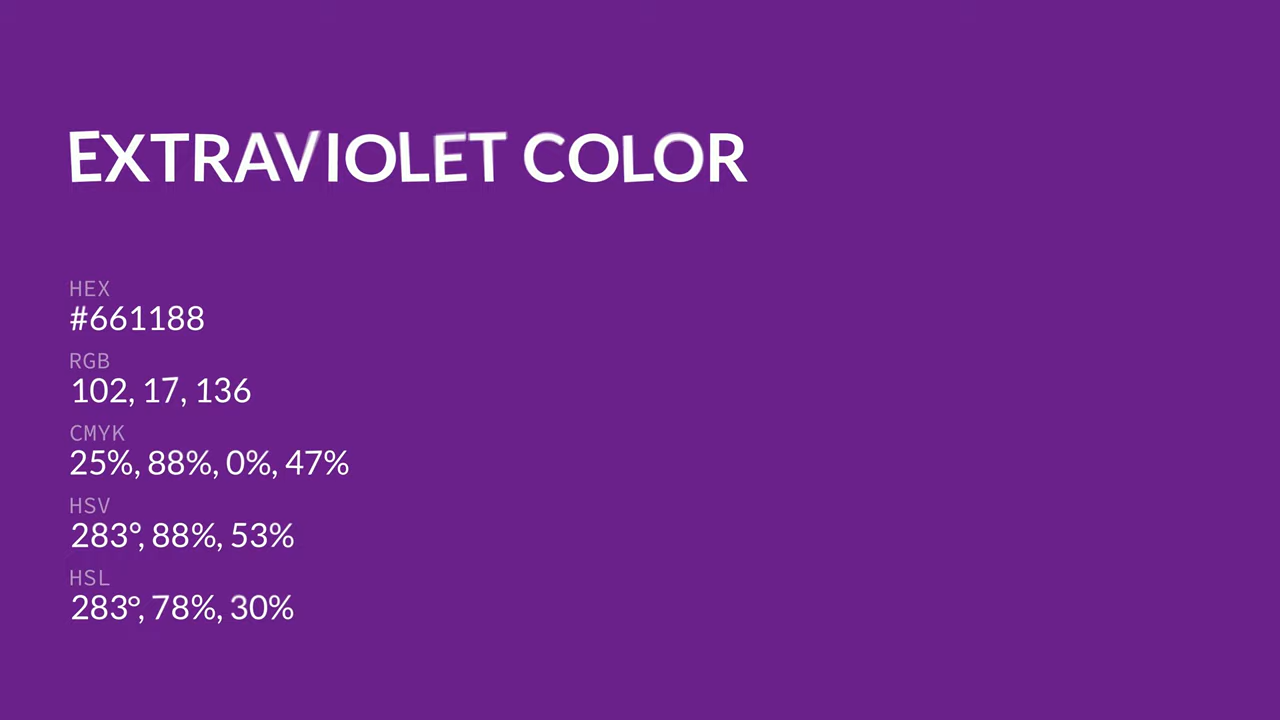 EXTRAVIOLET COLOR
HEX
#661188
RGB
102, 17, 136
CMYK
25%, 88%, 0%, 47%
HSV
283°, 88%, 53%
HSL
283°, 78%, 30%